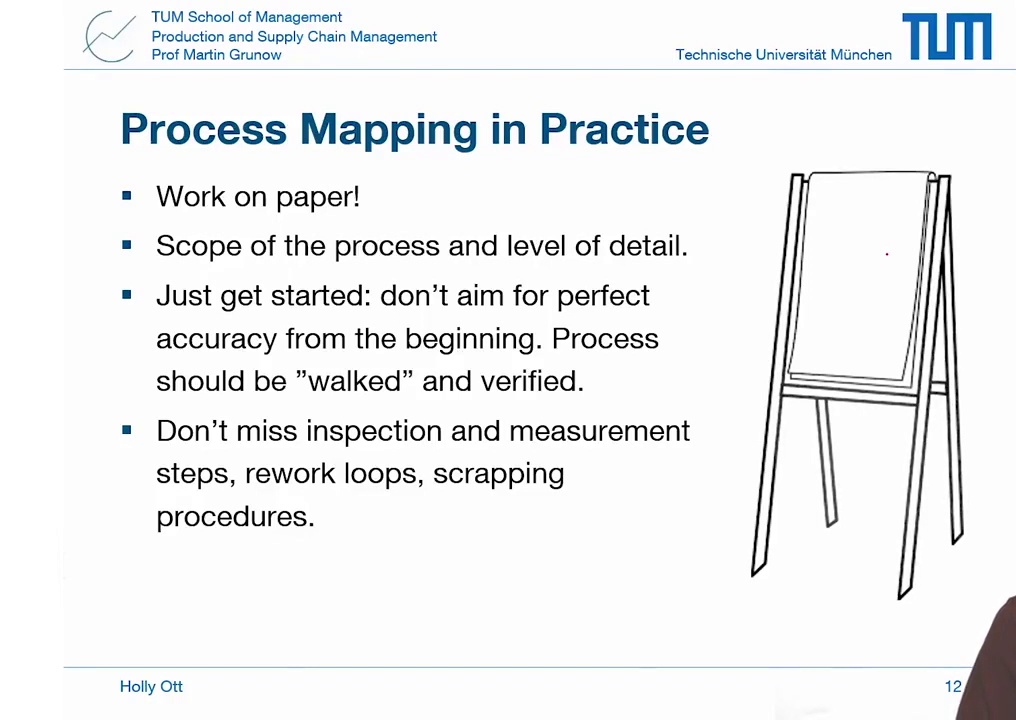 TUM School of Management
Production and Supply Chain Management
Prof Martin Grunow
Technische Universität München
TUM
Process Mapping in Practice
Work on paper!
Scope of the process and level of detail.
Just get started: don’t aim for perfect
accuracy from the beginning. Process
should be ”walked” and verified.
Don’t miss inspection and measurement
steps, rework loops, scrapping
procedures.
Holly Ott
12